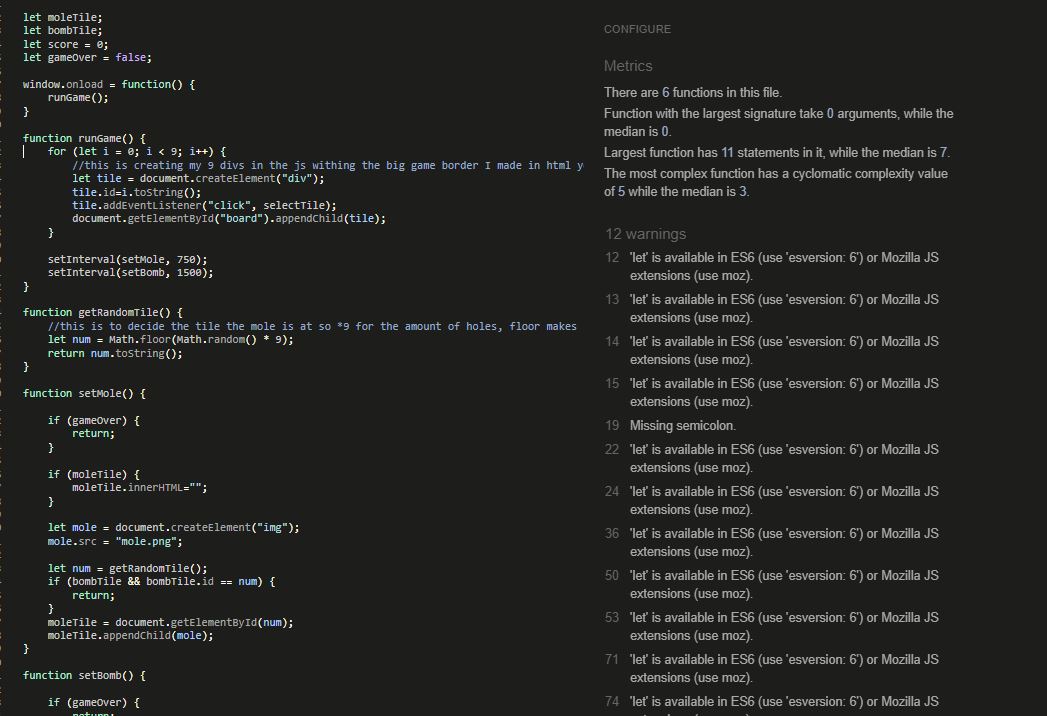 let moleTile;
let bombTile;
let score = 0;
let gameOver = false;
window.onload = function() {
runGame();
}
function runGame() {
for (let i = 0; i < 9; i++) {
//this is creating my 9 divs in the js withing the big game border I made in html y
let tile = document.createElement("div");
tile.id=i.toString();
tile.addEventListener("click", selectTile);
document.getElementById("board").appendChild(tile);
}
setInterval(setMole, 750);
setInterval(setBomb, 1500);
}
function getRandomTile() {
//this is to decide the tile the mole is at so *9 for the amount of holes, floor makes
let num = Math.floor(Math.random() * 9);
return num.toString();
}
function setMole() {
if (gameOver) {
return;
}
if (moleTile) {
moleTile.innerHTML="";
}
let mole = document.createElement("img");
mole.src = "mole.png";
let num = getRandomTile();
if (bombTile && bombTile.id == num) {
return;
}
moleTile = document.getElementById(num);
moleTile.appendChild(mole);
}
function setBomb() {
if (gameOver) {
return;
CONFIGURE
Metrics
There are 6 functions in this file.
Function with the largest signature take 0 arguments, while the
median is 0.
Largest function has 11 statements in it, while the median is 7.
The most complex function has a cyclomatic complexity value
of 5 while the median is 3.
12 warnings
12 'let' is available in ES6 (use 'esversion: 6') or Mozilla JS
extensions (use moz).
13 'let' is available in ES6 (use 'esversion: 6') or Mozilla JS
extensions (use moz).
14 'let' is available in ES6 (use 'esversion: 6') or Mozilla JS
extensions (use moz).
15 'let' is available in ES6 (use 'esversion: 6') or Mozilla JS
extensions (use moz).
19 Missing semicolon.
22 'let' is available in ES6 (use 'esversion: 6') or Mozilla JS
extensions (use moz).
24 'let' is available in ES6 (use 'esversion: 6') or Mozilla JS
extensions (use moz).
36 'let' is available in ES6 (use 'esversion: 6') or Mozilla JS
extensions (use moz).
50 'let' is available in ES6 (use 'esversion: 6') or Mozilla JS
extensions (use moz).
53 'let' is available in ES6 (use 'esversion: 6') or Mozilla JS
extensions (use moz).
71 'let' is available in ES6 (use 'esversion: 6') or Mozilla JS
extensions (use moz).
74 'let' is available in ES6 (use 'esversion: 6') or Mozilla JS